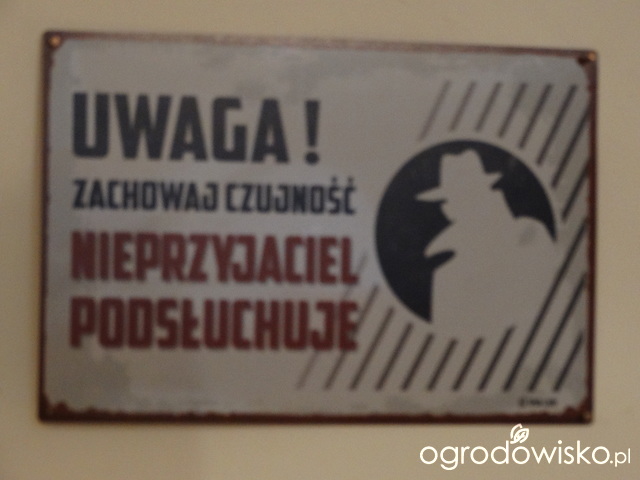 UWAGA !
ZACHOWAJ CZUJNOŚĆ
NIEPRZYJACIEL
PODSŁUCHUJE
ogrodowisko.pl